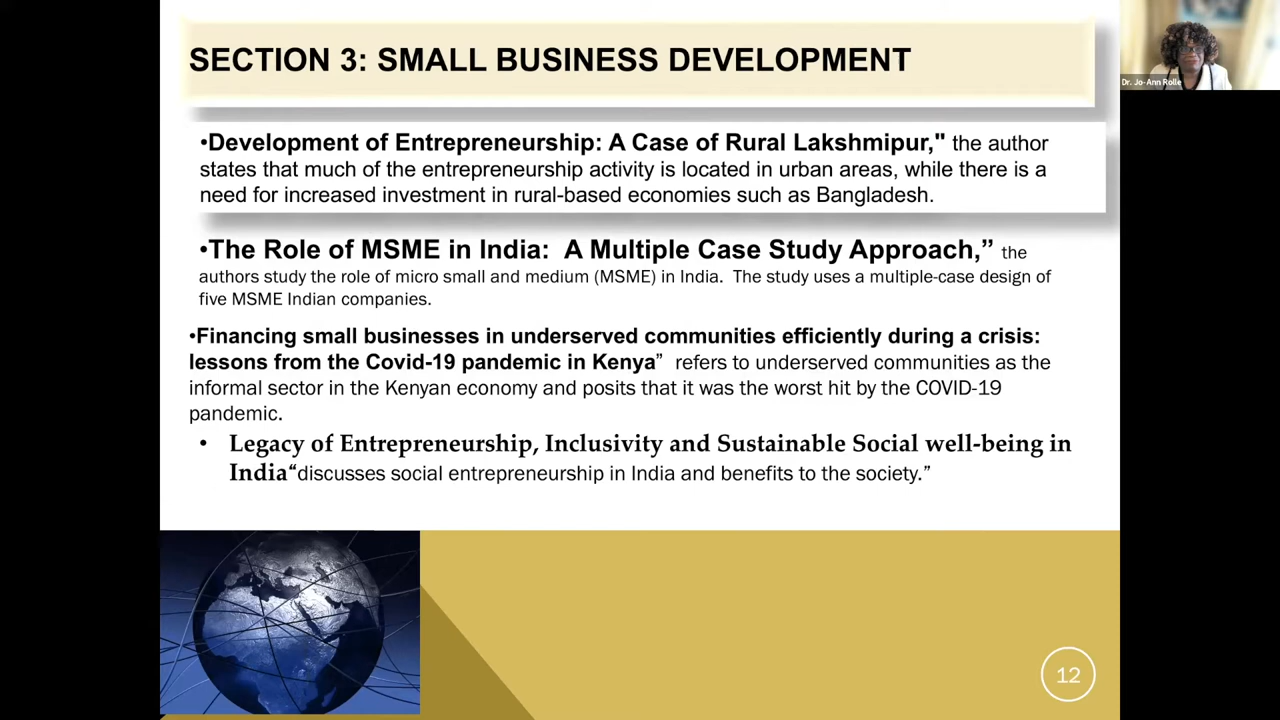 SECTION 3: SMALL BUSINESS DEVELOPMENT
Dr. Jo-Ann Rolle
•Development of Entrepreneurship: A Case of Rural Lakshmipur," the author
states that much of the entrepreneurship activity is located in urban areas, while there is a
need for increased investment in rural-based economies such as Bangladesh.
•The Role of MSME in India:  A Multiple Case Study Approach,” the
authors study the role of micro small and medium (MSME) in India.  The study uses a multiple-case design of
five MSME Indian companies.
•Financing small businesses in underserved communities efficiently during a crisis:
lessons from the Covid-19 pandemic in Kenya”  refers to underserved communities as the
informal sector in the Kenyan economy and posits that it was the worst hit by the COVID-19
pandemic.
• Legacy of Entrepreneurship, Inclusivity and Sustainable Social well-being in
India“discusses social entrepreneurship in India and benefits to the society.”
12